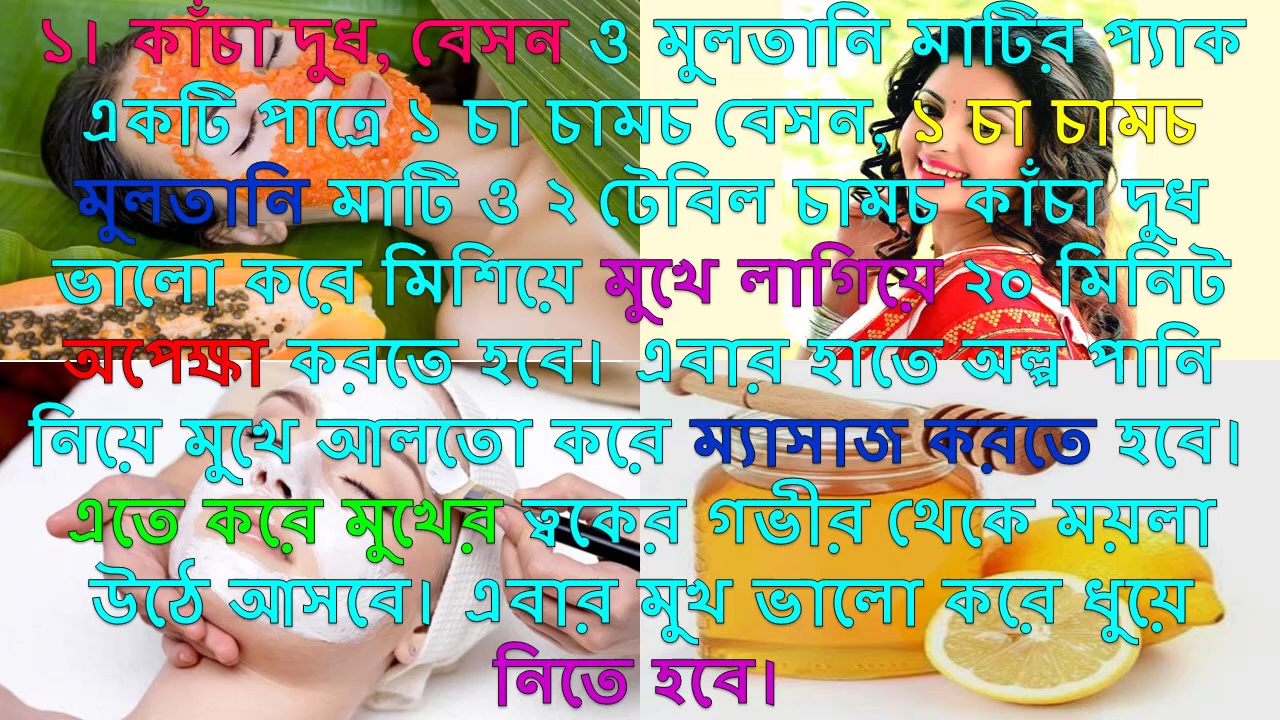 ১। কাঁচা দুধ, বেসন ও মুলতানি মাটির প্যাক
একটি পাত্রে ১ চা চামচ বেসন, ১ চা চামচ
মুলতানি মাটি ও ২ টেবিল চামচ কাঁচা দুধ
ভালো করে মিশিয়ে মুখে লাগিয়ে ২০ মিনিট
অপেক্ষা করতে হবে। এবার হাতে অল্প পানি
নিয়ে মুখে আলতো করে ম্যাসাজ করতে হবে।
এতে করে মুখের ত্বকের গভীর থেকে ময়লা
উঠে আসবে। এবার মুখ ভালো করে ধুয়ে
নিতে হবে।